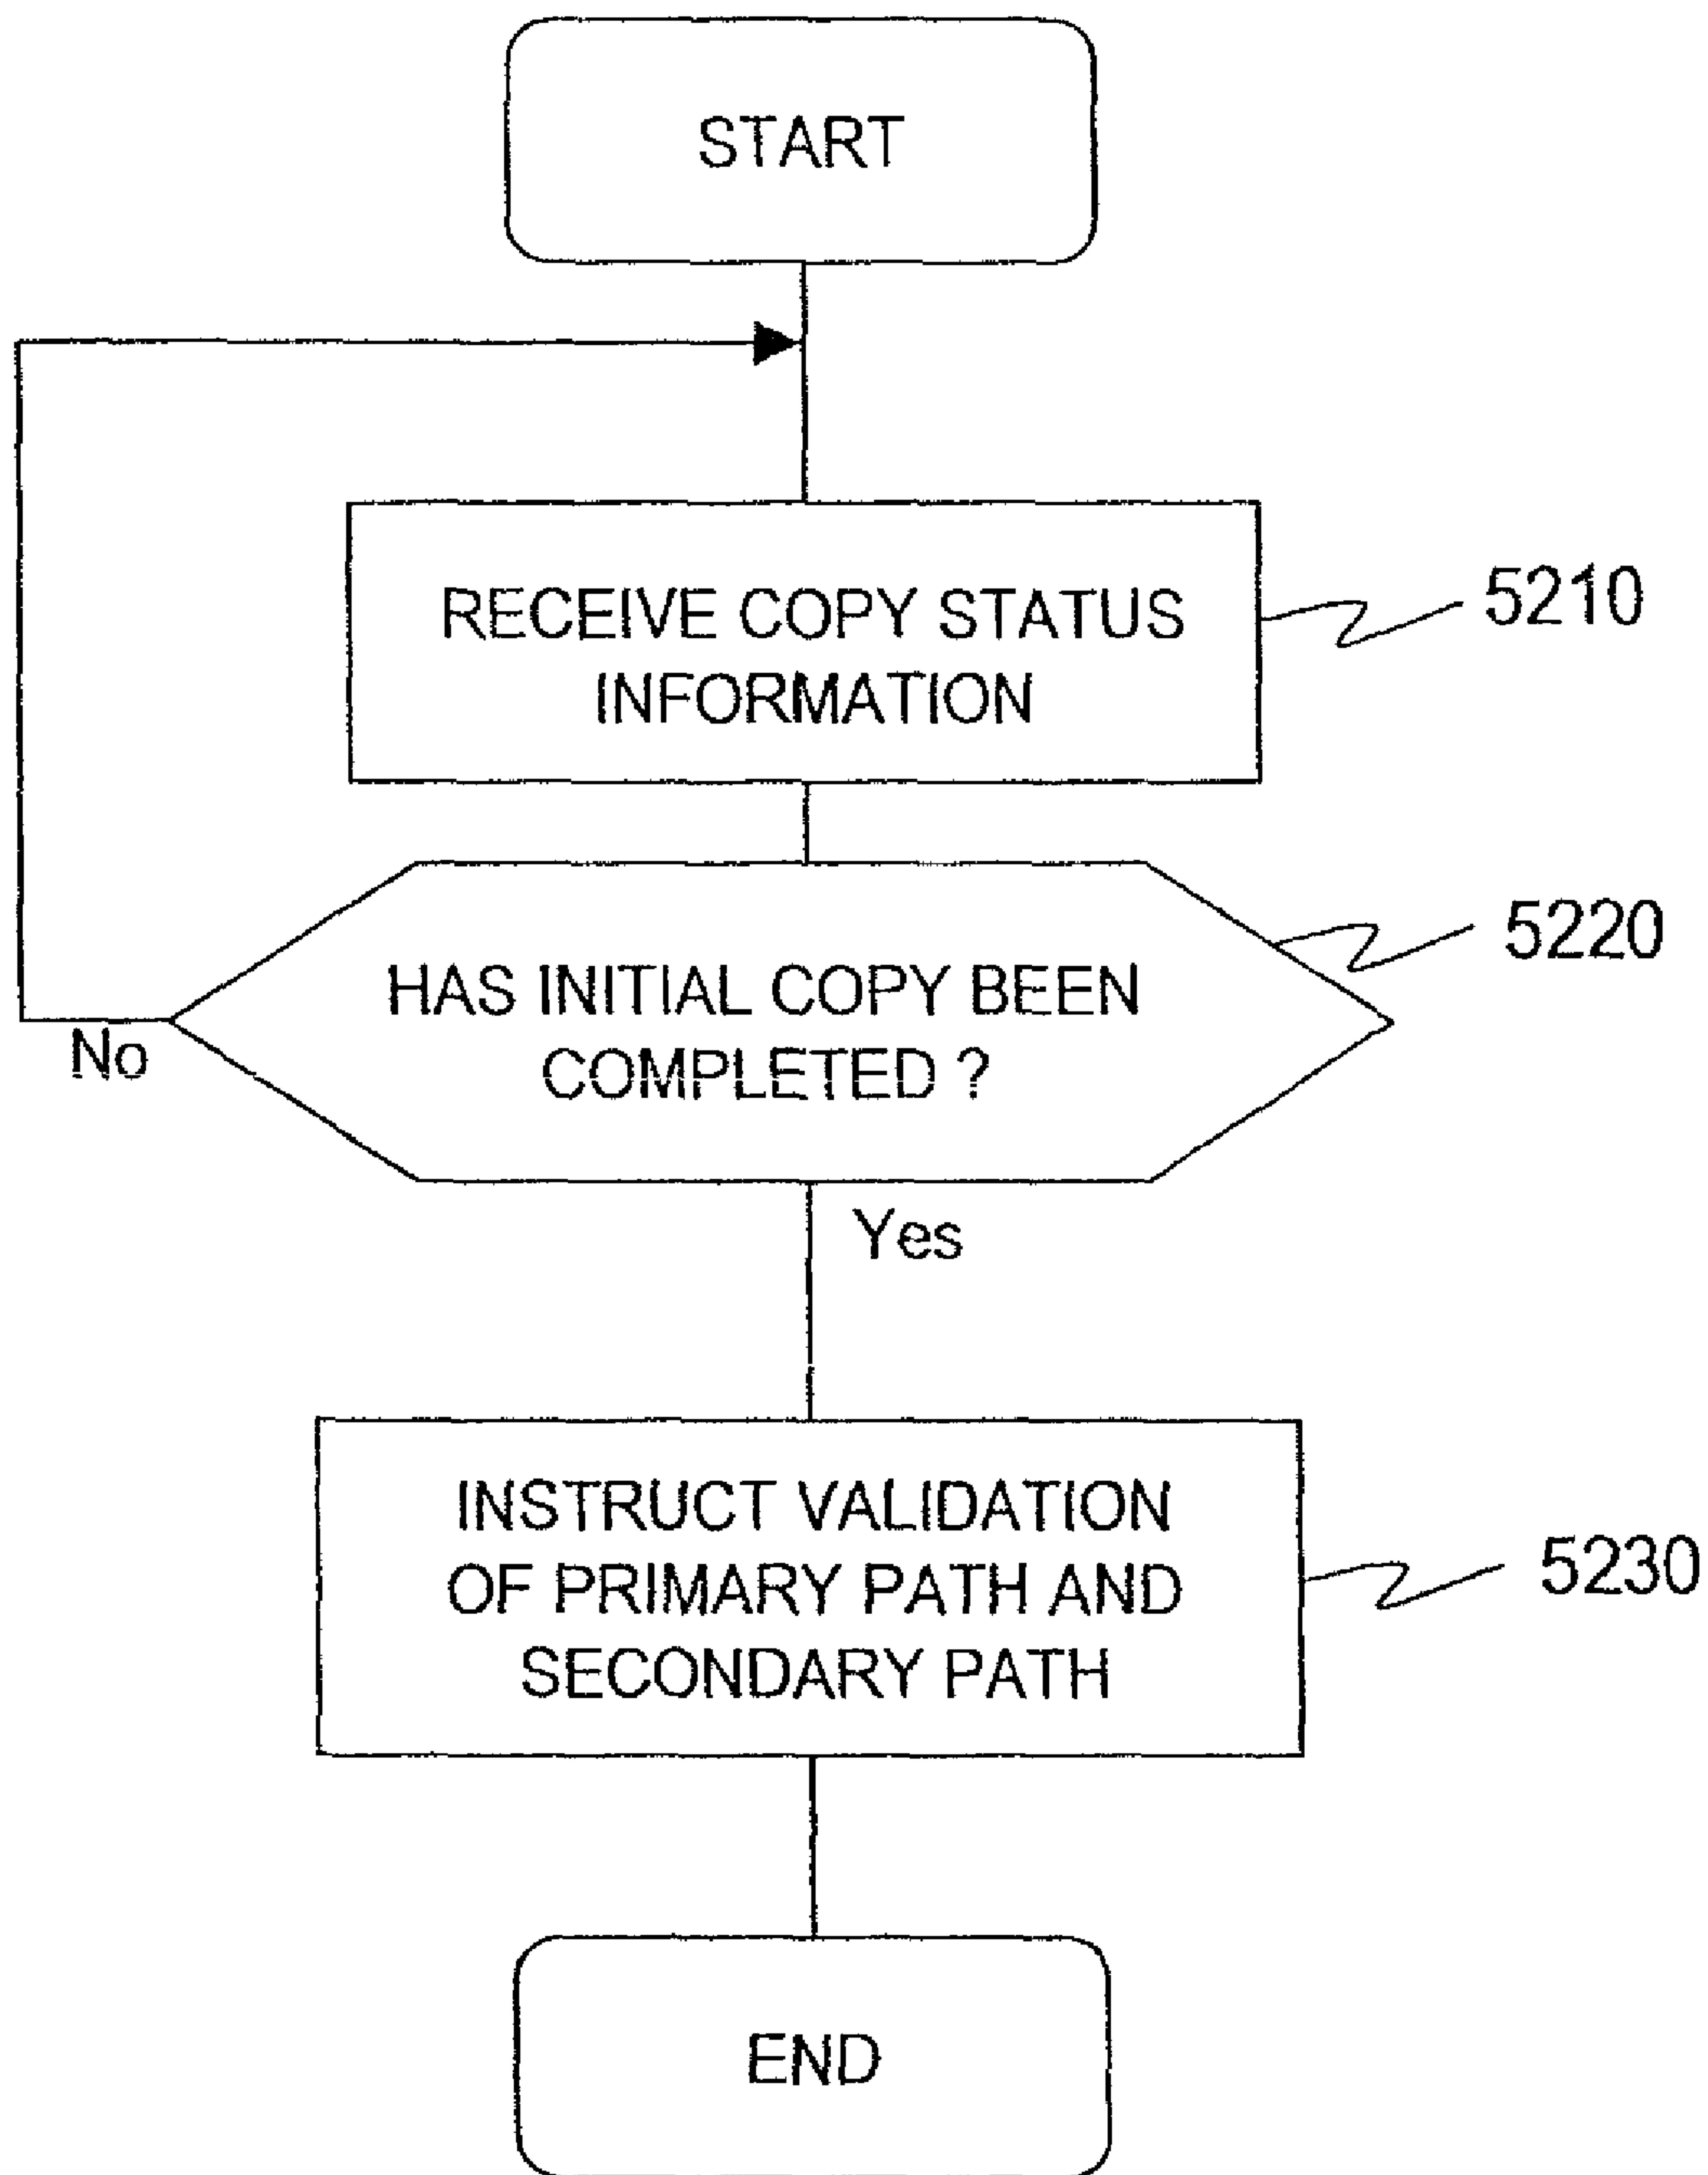 START
RECEIVE COPY STATUS
INFORMATION
5210
HAS INITIAL COPY BEEN
COMPLETED ?
5220
No
Yes
INSTRUCT VALIDATION
OF PRIMARY PATH AND
SECONDARY PATH
5230
END